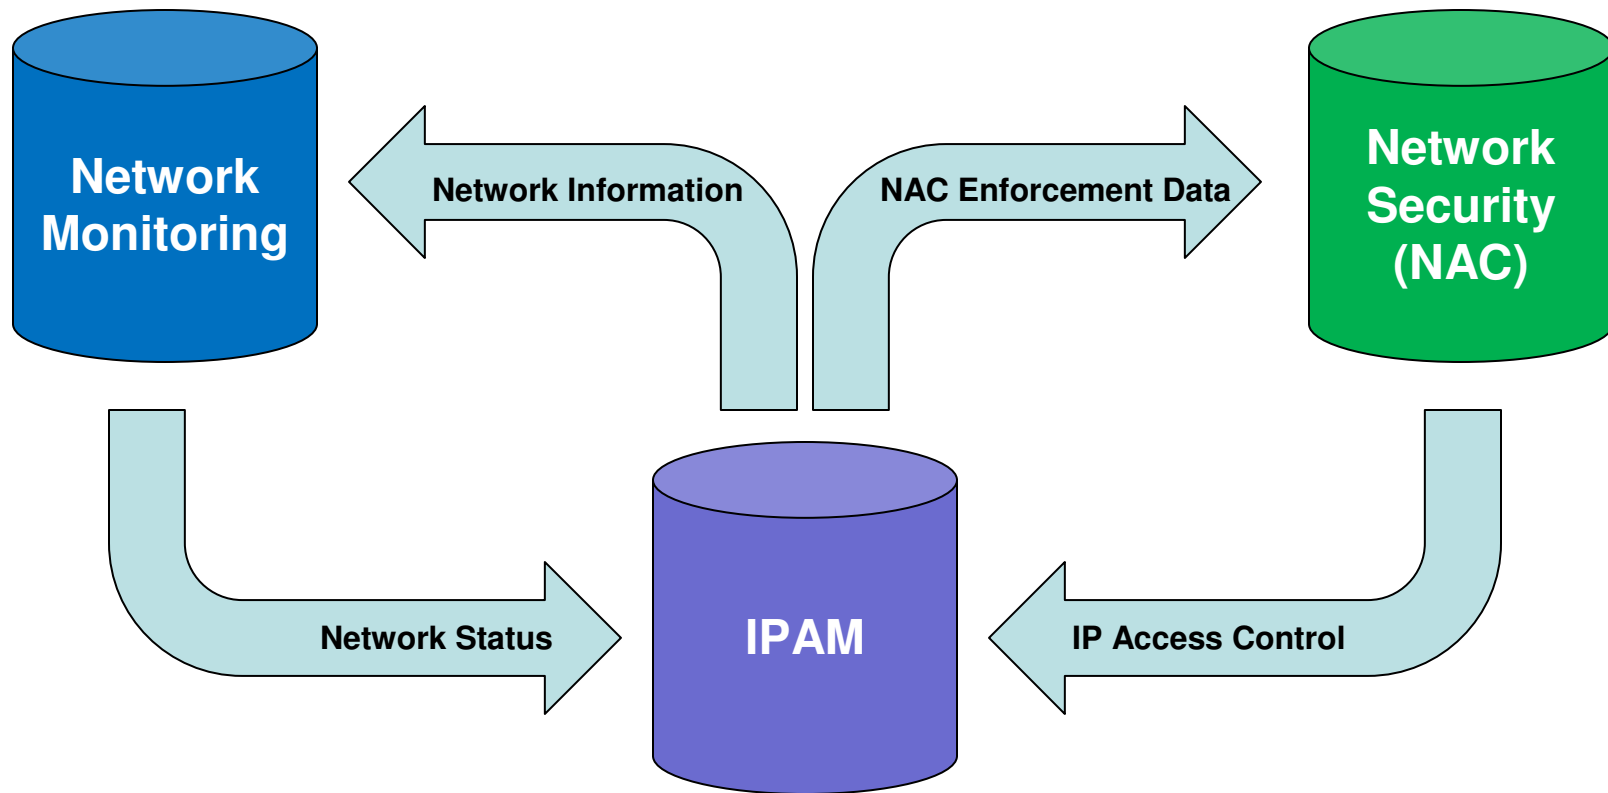 Network
Monitoring
Network Information
NAC Enforcement Data
Network
Security
(NAC)
Network Status
IPAM
IP Access Control